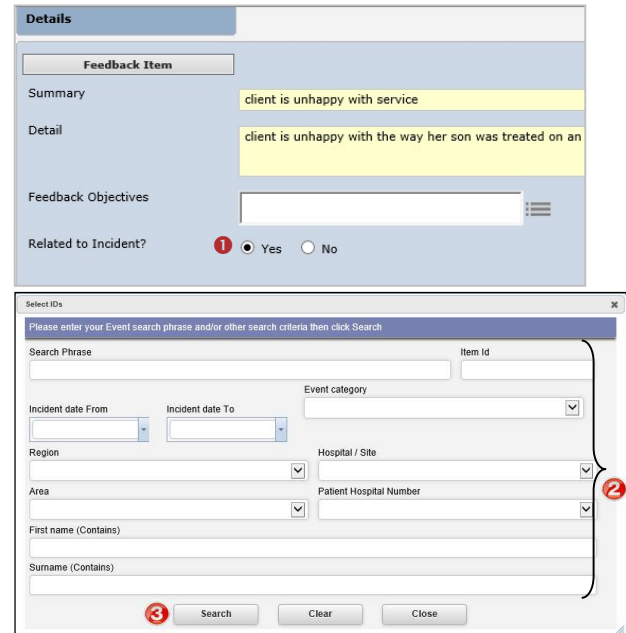 Details
Feedback Item
Summary
client is unhappy with service
Detail
client is unhappy with the way her son was treated on an
Feedback Objectives
Related to Incident? 1 Yes No
Select IDs
Please enter your Event search phrase and/or other search criteria then click Search
Search Phrase Item Id
Event category
Incident date From Incident date To
Region Hospital / Site
2
Area Patient Hospital Number
First name (Contains)
Surname (Contains)
3 Search Clear Close